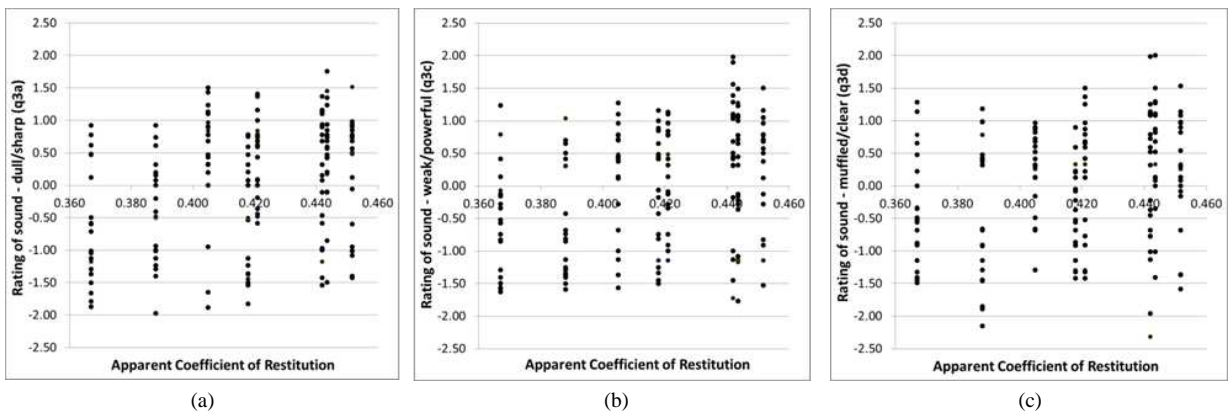 2.50
2.00
1.50
1.00
0.50
0.00
-0.50
-1.00
-1.50
-2.00
-2.50
0.360 0.380 0.400 0.420 0.440 0.460
Rating of sound - dull/sharp (q3a)
Apparent Coefficient of Restitution
(a)
2.50
2.00
1.50
1.00
0.50
0.00
-0.50
-1.00
-1.50
-2.00
-2.50
0.360 0.380 0.400 0.420 0.440 0.460
Rating of sound - weak/powerful (q3c)
Apparent Coefficient of Restitution
(b)
2.50
2.00
1.50
1.00
0.50
0.00
-0.50
-1.00
-1.50
-2.00
-2.50
0.360 0.380 0.400 0.420 0.440 0.460
Rating of sound - muffled/clear (q3d)
Apparent Coefficient of Restitution
(c)